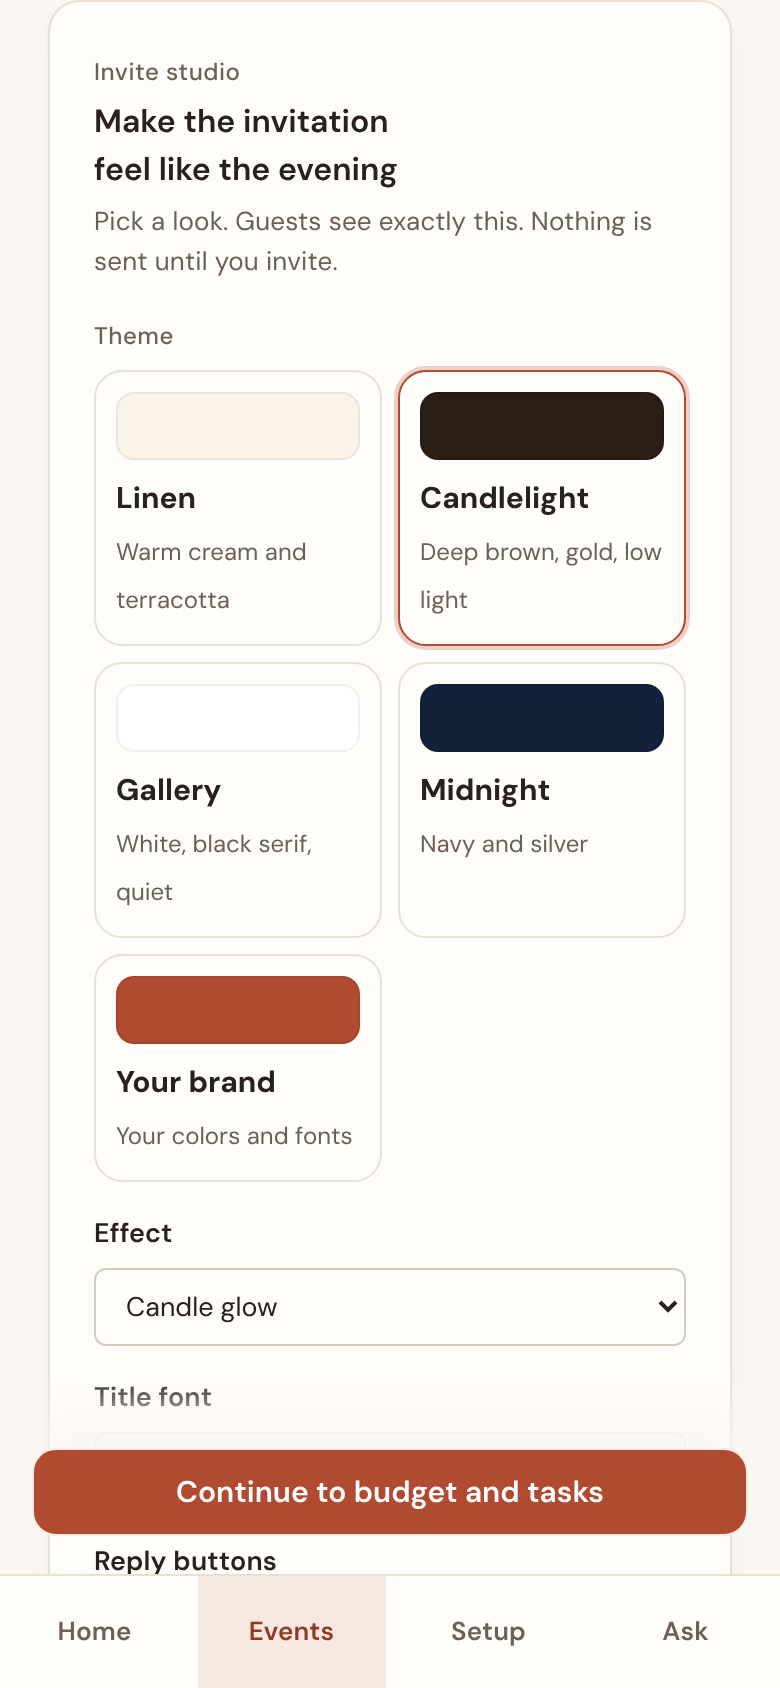 Invite studio
Make the invitation
feel like the evening
Pick a look. Guests see exactly this. Nothing is
sent until you invite.
Theme
Linen
Warm cream and
terracotta
Candlelight
Deep brown, gold, low
light
Gallery
White, black serif,
quiet
Midnight
Navy and silver
Your brand
Your colors and fonts
Effect
Candle glow
Title font
Continue to budget and tasks
Reply buttons
Home
Events
Setup
Ask